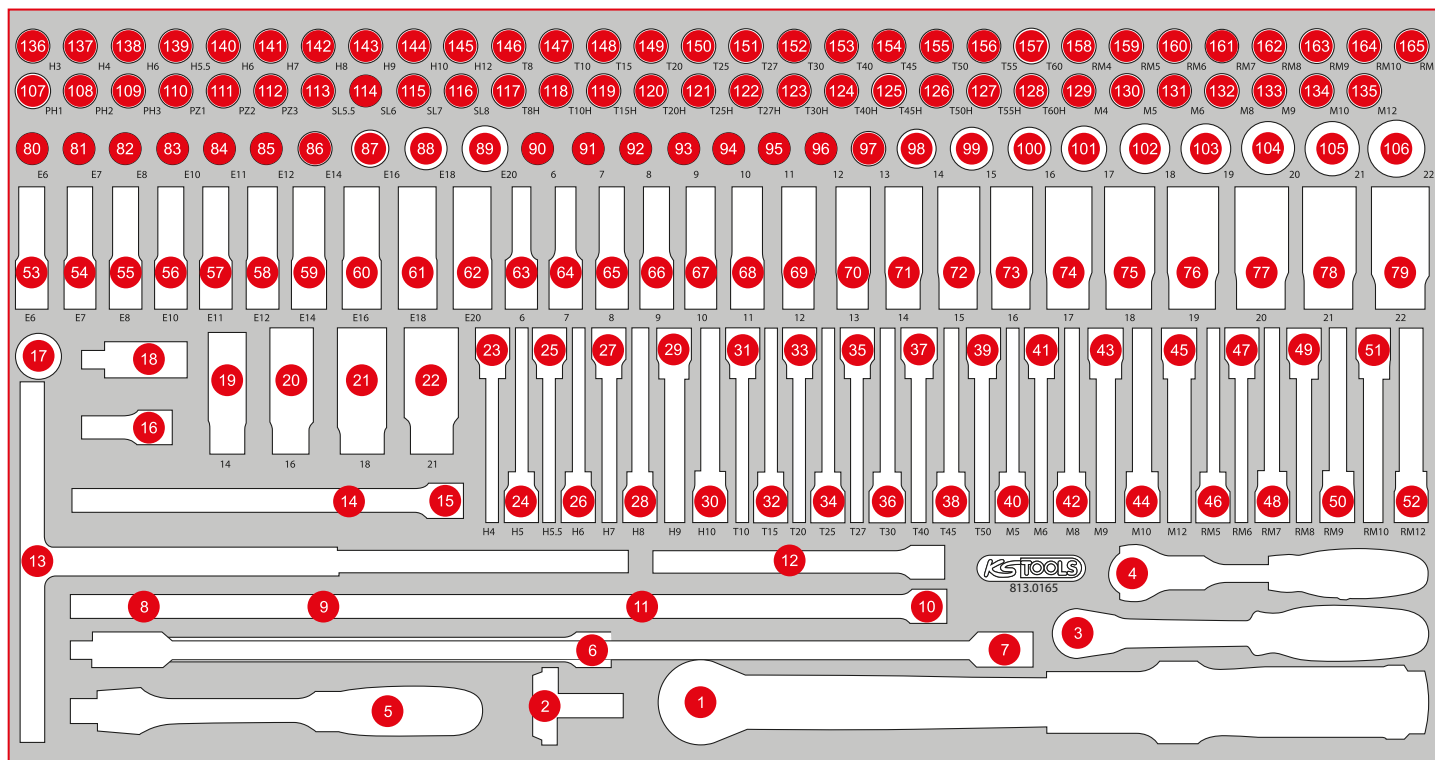 136 137 138 139 140 141 142 143 144 145 146 147 148 149 150 151 152 153 154 155 156 157 158 159 160 161 162 163 164 165
H3 H4 H6 H5.5 H6 H7 H8 H9 H10 H12 T8 T10 T15 T20 T25 T27 T30 T40 T45 T50 T55 T60 RM4 RM5 RM6 RM7 RM8 RM9 RM10 RM
107 108 109 110 111 112 113 114 115 116 117 118 119 120 121 122 123 124 125 126 127 128 129 130 131 132 133 134 135
PH1 PH2 PH3 PZ1 PZ2 PZ3 SL5.5 SL6 SL7 SL8 T8H T10H T15H T20H T25H T27H T30H T40H T45H T50H T55H T60H M4 M5 M6 M8 M9 M10 M12
80 81 82 83 84 85 86 87 88 89 90 91 92 93 94 95 96 97 98 99 100 101 102 103 104 105 106
E6 E7 E8 E10 E11 E12 E14 E16 E18 E20 6 7 8 9 10 11 12 13 14 15 16 17 18 19 20 21 22
53 54 55 56 57 58 59 60 61 62 63 64 65 66 67 68 69 70 71 72 73 74 75 76 77 78 79
E6 E7 E8 E10 E11 E12 E14 E16 E18 E20 6 7 8 9 10 11 12 13 14 15 16 17 18 19 20 21 22
17 18 23 25 27 29 31 33 35 37 39 41 43 45 47 49 51
19 20 21 22
16
14 16 18 21
14 15 24 26 28 30 32 34 36 38 40 42 44 46 48 50 52
H4 H5 H5.5 H6 H7 H8 H9 H10 T10 T15 T20 T25 T27 T30 T40 T45 T50 M5 M6 M8 M9 M10 M12 RM5 RM6 RM7 RM8 RM9 RM10 RM12
13 12 KS TOOLS 4
813.0165
8 9 11 10
3
6 7
5 2 1